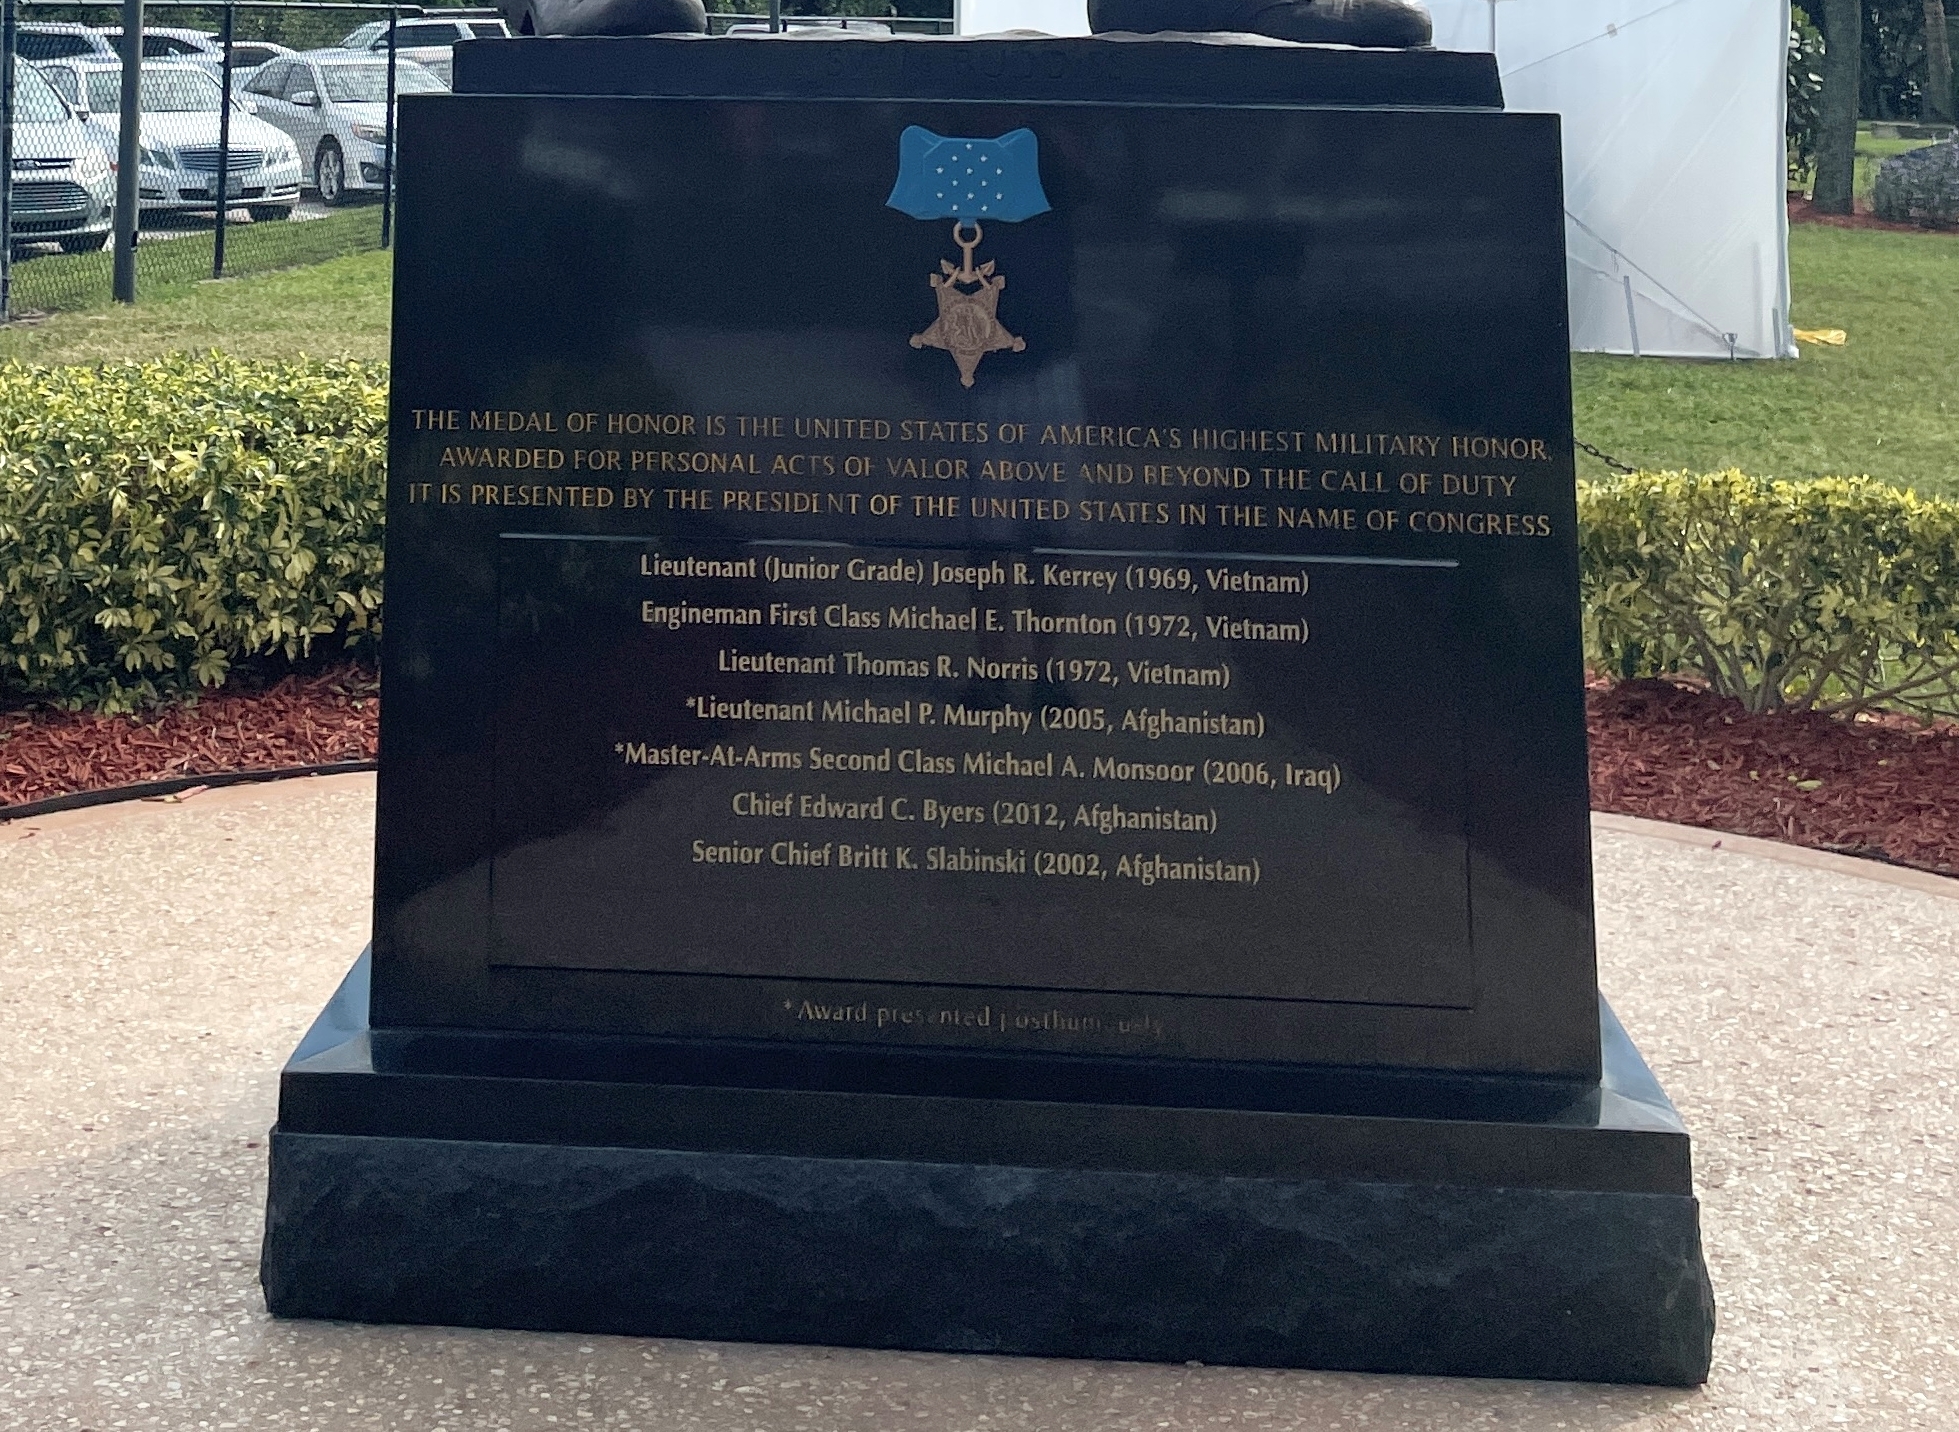 THE MEDAL OF HONOR IS THE UNITED STATES OF AMERICA'S HIGHEST MILITARY HONOR,
AWARDED FOR PERSONAL ACTS OF VALOR ABOVE AND BEYOND THE CALL OF DUTY
IT IS PRESENTED BY THE PRESIDENT OF THE UNITED STATES IN THE NAME OF CONGRESS
Lieutenant (Junior Grade) Joseph R. Kerrey (1969, Vietnam)
Engineman First Class Michael E. Thornton (1972, Vietnam)
Lieutenant Thomas R. Norris (1972, Vietnam)
*Lieutenant Michael P. Murphy (2005, Afghanistan)
*Master-At-Arms Second Class Michael A. Monsoor (2006, Iraq)
Chief Edward C. Byers (2012, Afghanistan)
Senior Chief Britt K. Slabinski (2002, Afghanistan)
*Award presented posthumously